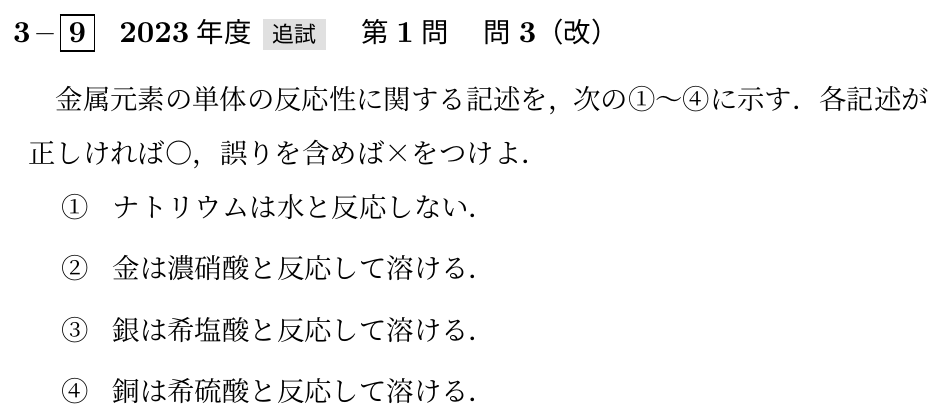 3－9 2023年度 追試 第1問 問3（改）
金属元素の単体の反応性に関する記述を，次の①～④に示す．各記述が
正しければ○，誤りを含めば×をつけよ．
① ナトリウムは水と反応しない．
② 金は濃硝酸と反応して溶ける．
③ 銀は希塩酸と反応して溶ける．
④ 銅は希硫酸と反応して溶ける．